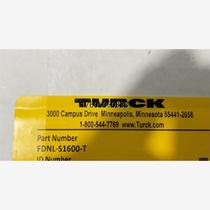 TURCK
3000 Campus Drive Minneapolis, Minnesota 55441-2656
1-800-544-7769 www.Turck.com
Part Number
FDNL-S1600-T
ID Number